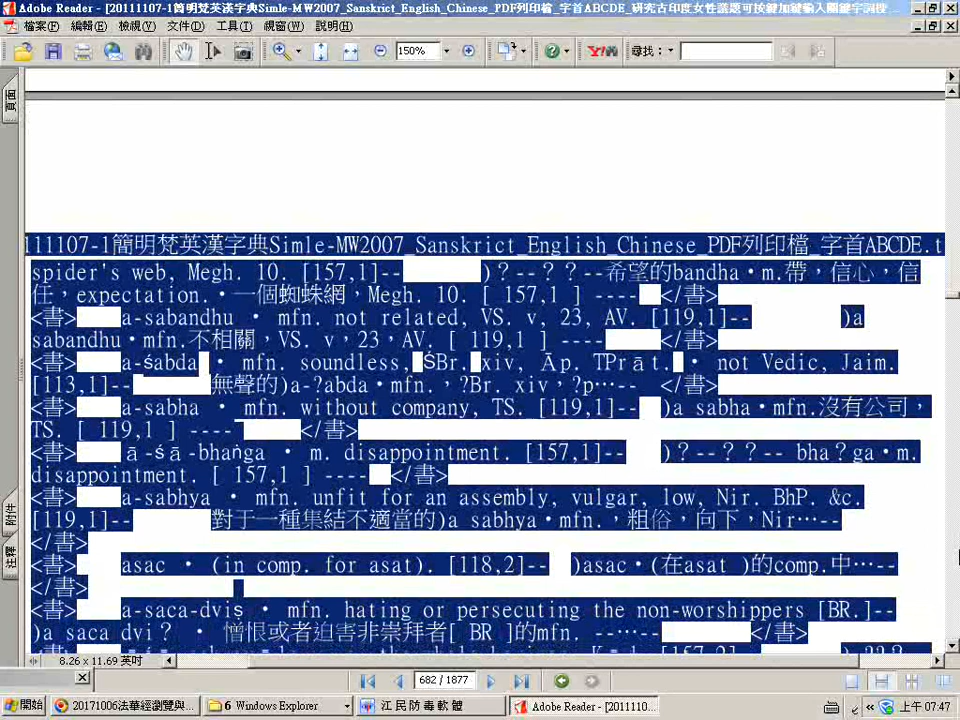 Adobe Reader - [20111107-1簡明梵英漢字典Simle-MW2007_Sanskrict_English_Chinese_PDF列印檔_字首ABCDE_研究古印度女性議題可按鍵加鍵輸入關鍵字詞搜
檔案(F) 編輯(E) 檢視(V) 文件(D) 工具(T) 視窗(W) 說明(H)
150% Y! 尋找：
頁面
111107-1簡明梵英漢字典Simle-MW2007_Sanskrict_English_Chinese_PDF列印檔_字首ABCDE.t
spider's web, Megh. 10. [157,1]-- )？--？？--希望的bandha‧m.帶，信心，信
任，expectation.‧一個蜘蛛網，Megh. 10. [ 157,1 ] ---- </書>
<書> a-sabandhu ‧ mfn. not related, VS. v, 23, AV. [119,1]-- )a
sabandhu‧mfn.不相關，VS. v，23，AV. [ 119,1 ] ---- </書>
<書> a-śabda ‧ mfn. soundless, ŚBr. xiv, Āp. TPrāt. ‧ not Vedic, Jaim.
[113,1]-- 無聲的)a-?abda‧mfn.，?Br. xiv，?p…-- </書>
<書> a-sabha ‧ mfn. without company, TS. [119,1]-- )a sabha‧mfn.沒有公司，
TS. [ 119,1 ] ---- </書>
<書> ā-śā-bhaṅga ‧ m. disappointment. [157,1]-- )？--？？-- bha？ga‧m.
disappointment. [ 157,1 ] ---- </書>
<書> a-sabhya ‧ mfn. unfit for an assembly, vulgar, low, Nir. BhP. &c.
[119,1]-- 對于一種集結不適當的)a sabhya‧mfn.，粗俗，向下，Nir…--
</書>
<書> asac ‧ (in comp. for asat). [118,2]-- )asac‧(在asat )的comp.中…--
</書>
<書> a-saca-dviṣ ‧ mfn. hating or persecuting the non-worshippers [BR.]--
)a saca dvi？ ‧ 憎恨或者迫害非崇拜者[ BR ]的mfn. --…-- </書>
附件
注釋
8.26 x 11.69 英吋
682 / 1877
開始 20171006法華經瀏覽與... 6 Windows Explorer 江民防毒軟體 Adobe Reader - [2011110... 上午 07:47